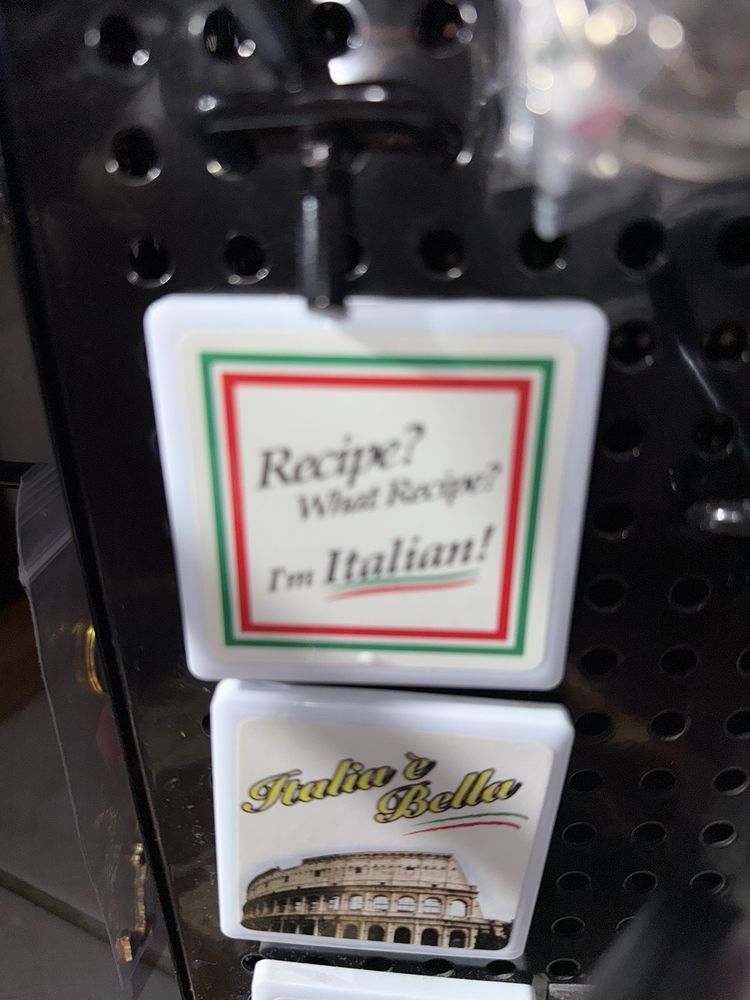 Recipe?
What Recipe?
I'm Italian!
Italia è
Bella